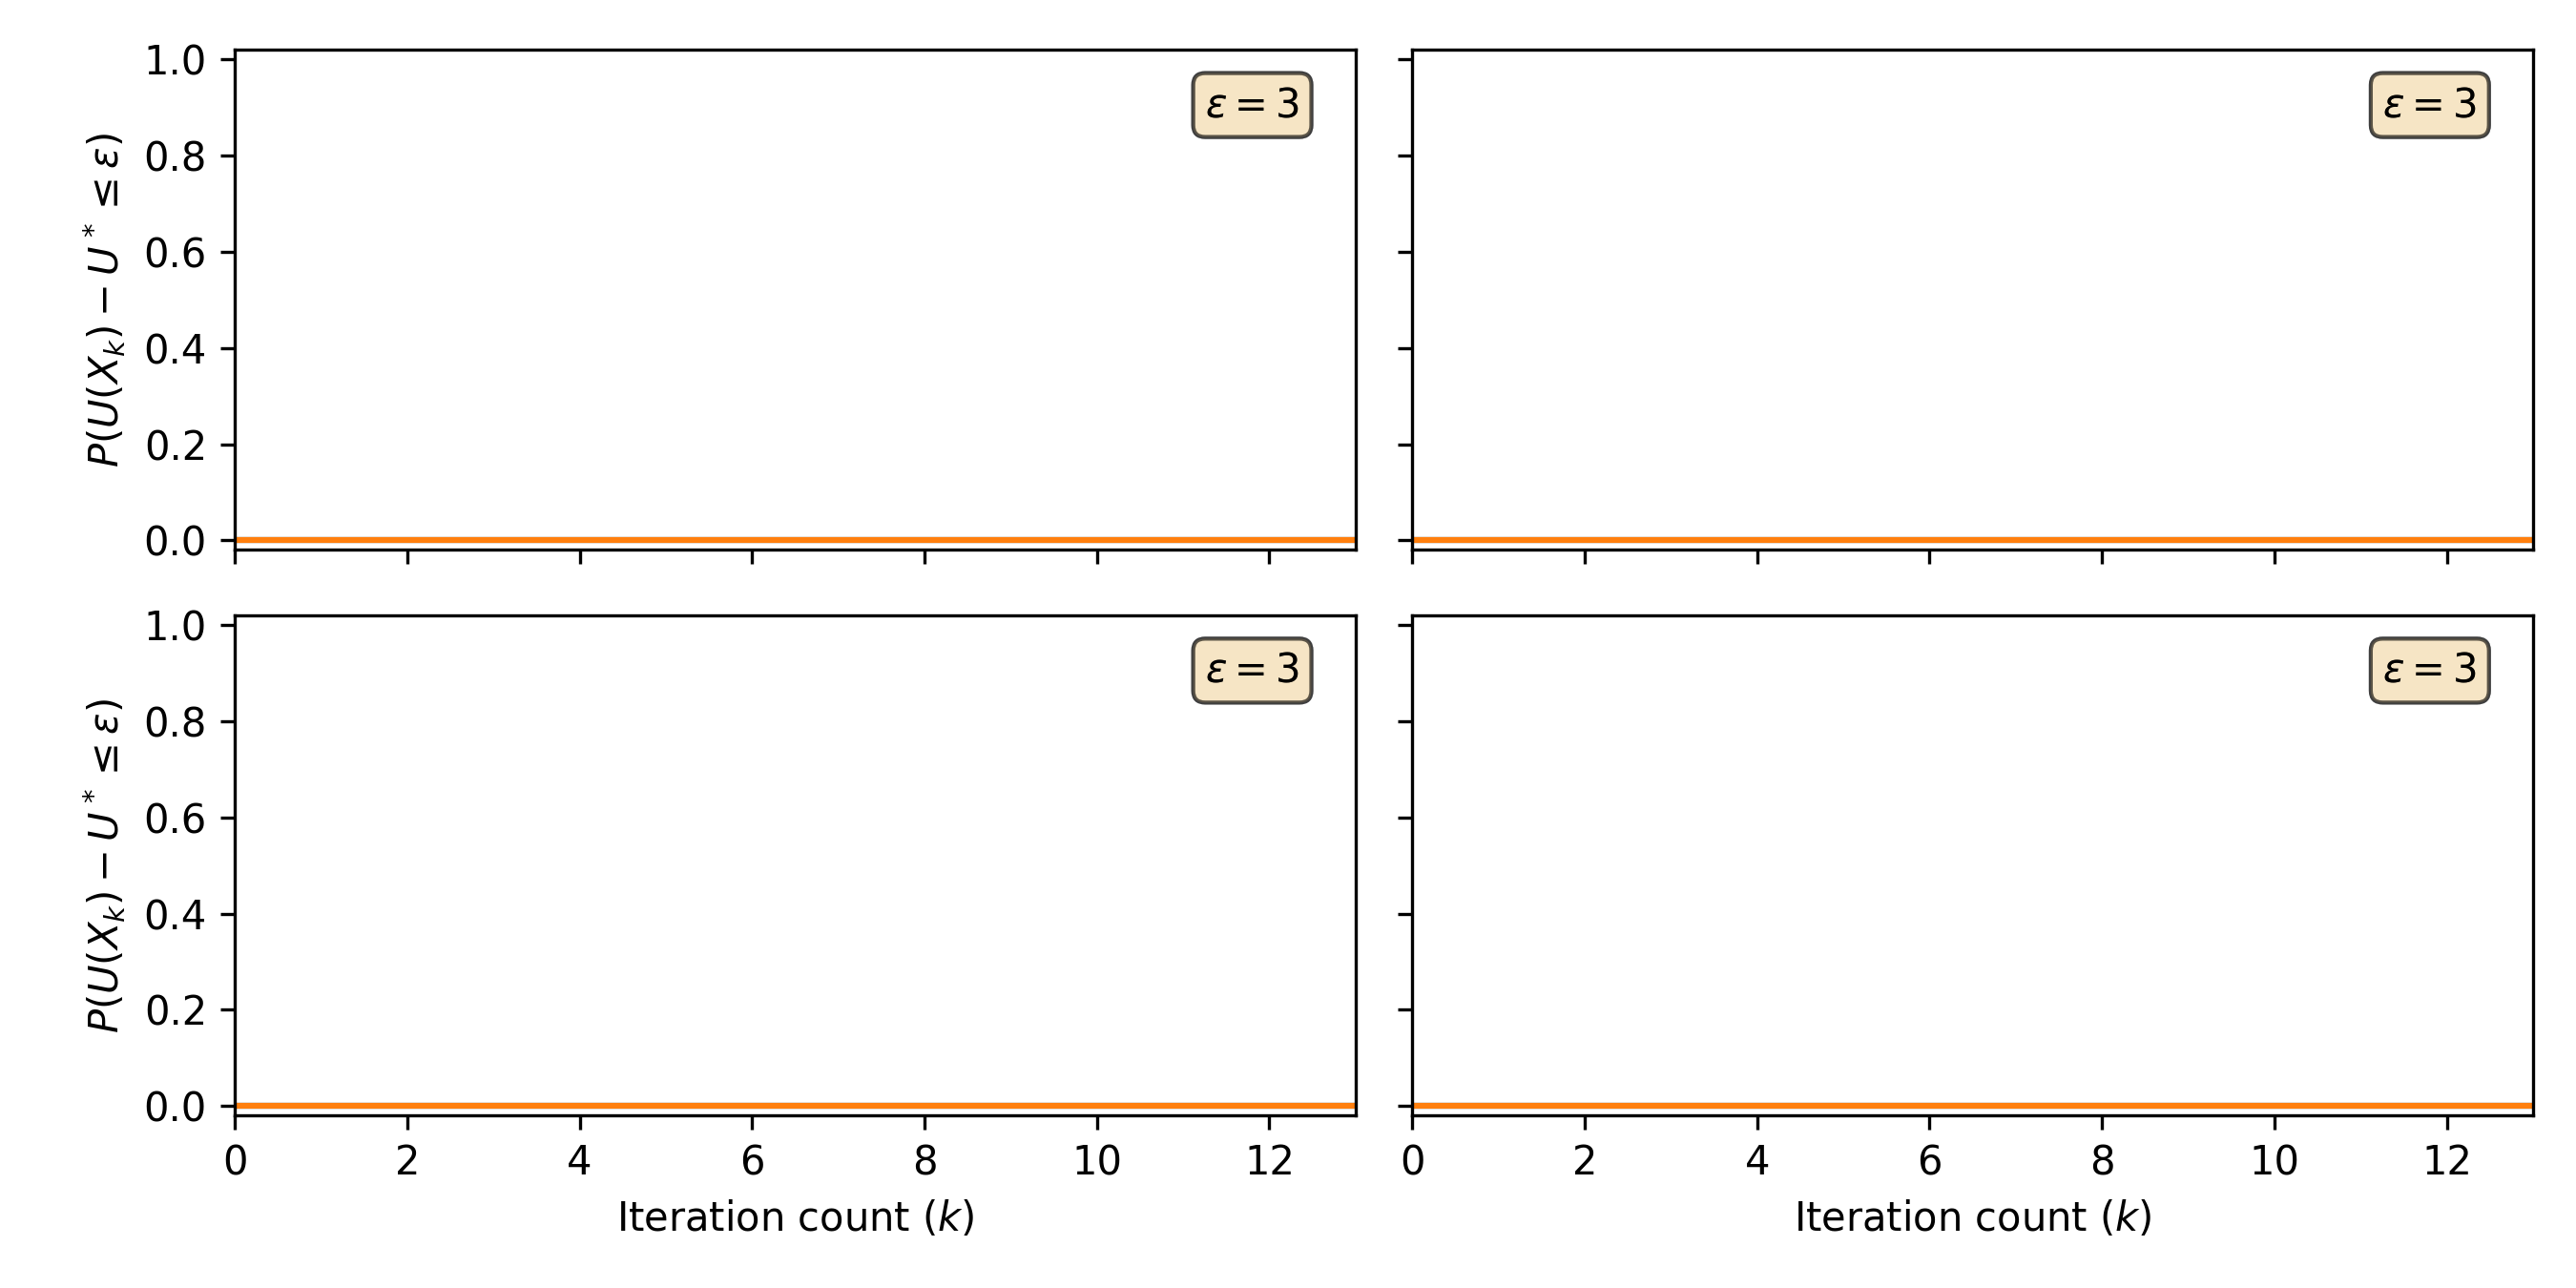 1.0
0.8
0.6
0.4
0.2
0.0
P(U(X_k) − U* ≤ ε)
ε = 3
ε = 3
1.0
0.8
0.6
0.4
0.2
0.0
P(U(X_k) − U* ≤ ε)
ε = 3
ε = 3
0 2 4 6 8 10 12
0 2 4 6 8 10 12
Iteration count (k)
Iteration count (k)